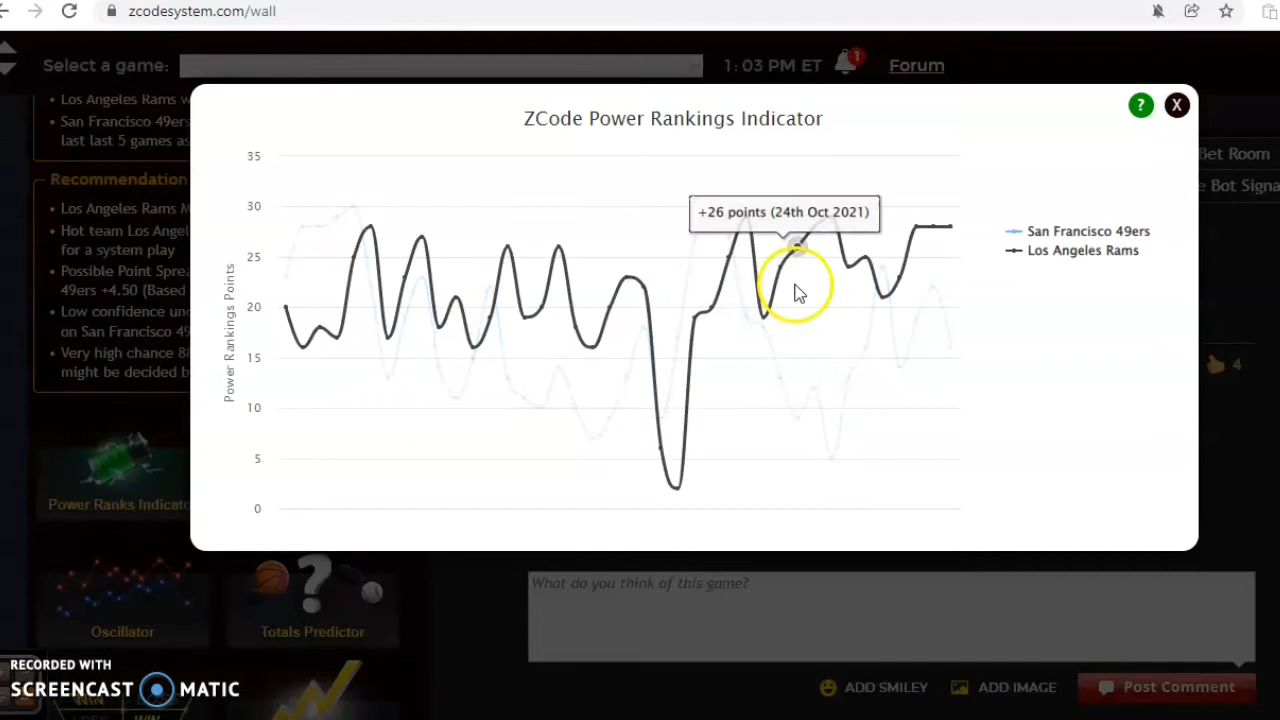 zcodesystem.com/wall
Select a game:
1:03 PM ET
1
Forum
Los Angeles Rams w
San Francisco 49ers
last last 5 games as
Recommendation
Los Angeles Rams M
Hot team Los Angel
for a system play
Possible Point Spre
49ers +4.50 (Based
Low confidence und
on San Francisco 49
Very high chance 8
might be decided b
Power Ranks Indicato
Oscillator
Totals Predictor
ZCode Power Rankings Indicator
?
X
Power Rankings Points
35
30
25
20
15
10
5
0
+26 points (24th Oct 2021)
San Francisco 49ers
Los Angeles Rams
Bet Room
e Bot Signa
4
What do you think of this game?
ADD SMILEY
ADD IMAGE
Post Comment
RECORDED WITH
SCREENCAST MATIC
WIN